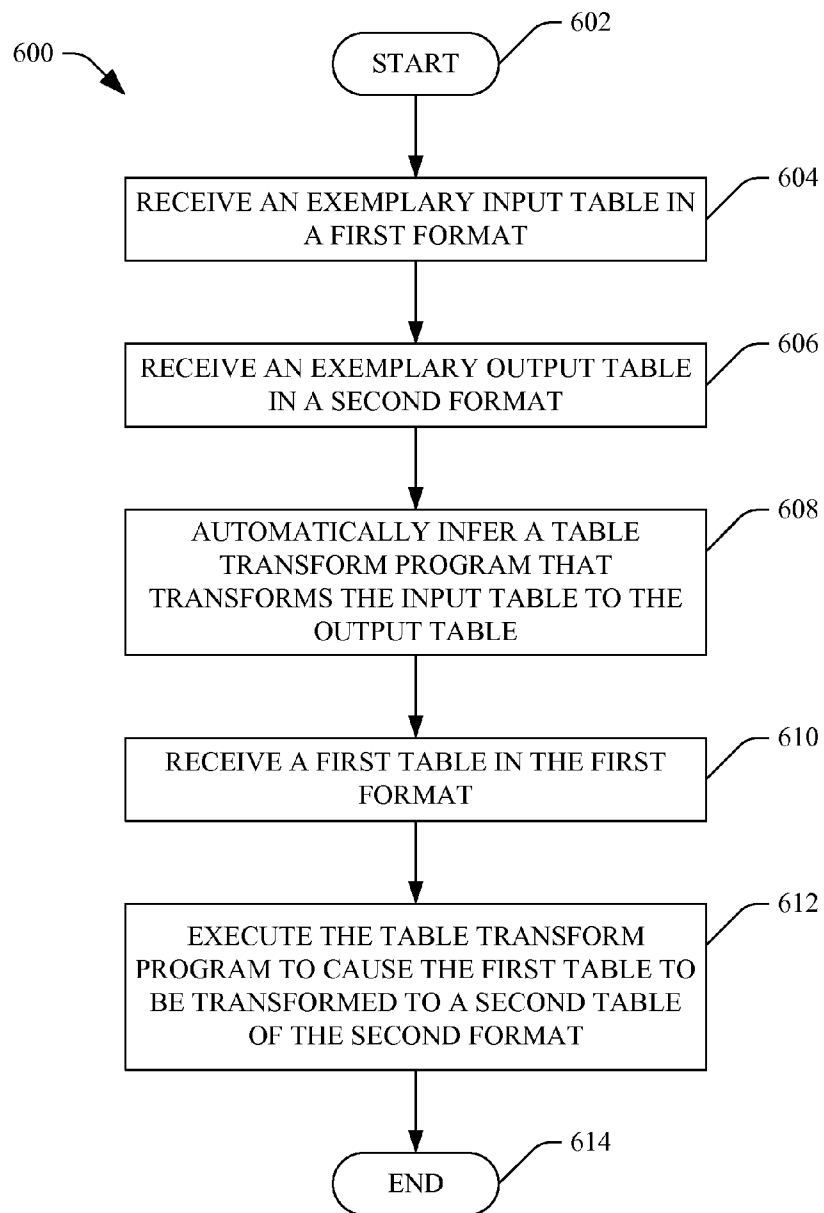 600
602
START
604
RECEIVE AN EXEMPLARY INPUT TABLE IN
A FIRST FORMAT
606
RECEIVE AN EXEMPLARY OUTPUT TABLE
IN A SECOND FORMAT
608
AUTOMATICALLY INFER A TABLE
TRANSFORM PROGRAM THAT
TRANSFORMS THE INPUT TABLE TO THE
OUTPUT TABLE
610
RECEIVE A FIRST TABLE IN THE FIRST
FORMAT
612
EXECUTE THE TABLE TRANSFORM
PROGRAM TO CAUSE THE FIRST TABLE TO
BE TRANSFORMED TO A SECOND TABLE
OF THE SECOND FORMAT
614
END